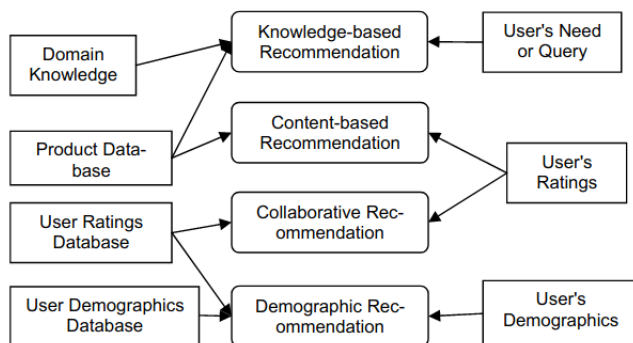 Knowledge-based
Recommendation
User's Need
or Query
Domain
Knowledge
Content-based
Recommendation
Product Data-
base
User's
Ratings
User Ratings
Database
Collaborative Rec-
ommendation
User Demographics
Database
Demographic Rec-
ommendation
User's
Demographics